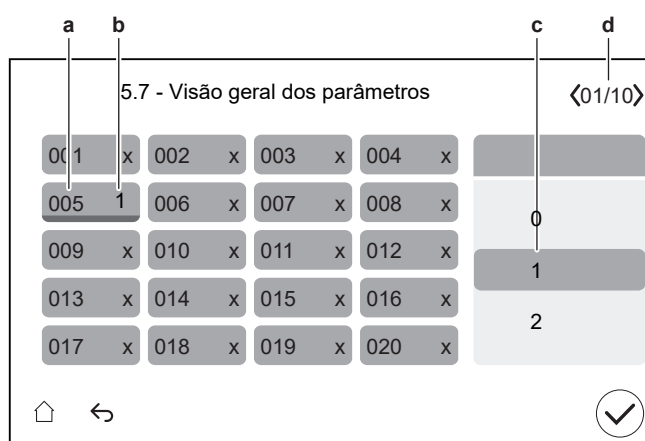 a b c d
5.7 - Visão geral dos parâmetros ❮01/10❯
001 x 002 x 003 x 004 x
005 1 006 x 007 x 008 x
0
009 x 010 x 011 x 012 x
1
013 x 014 x 015 x 016 x
2
017 x 018 x 019 x 020 x